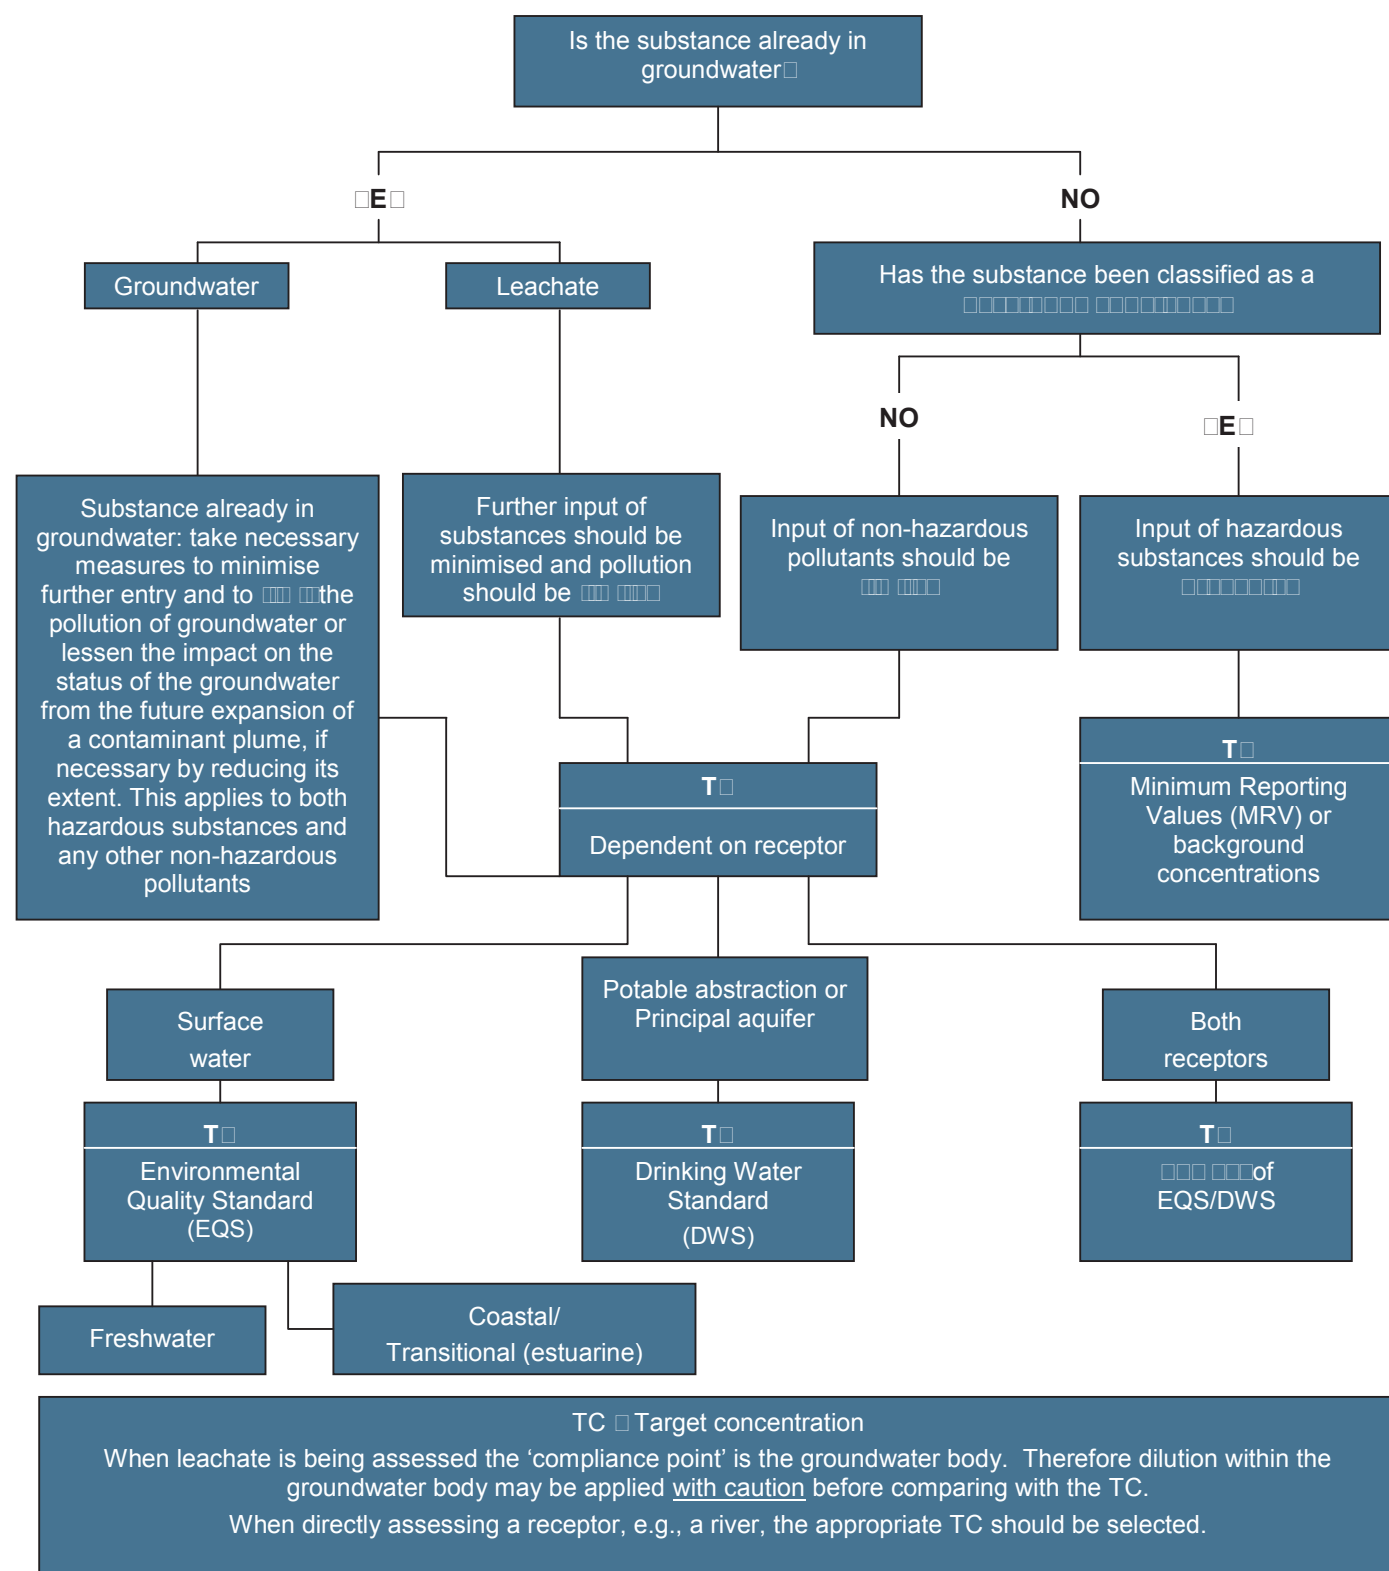 Is the substance already in
groundwater
NO
Groundwater
Leachate
Has the substance been classified as a
NO
Substance already in
groundwater: take necessary
measures to minimise
further entry and to the
pollution of groundwater or
lessen the impact on the
status of the groundwater
from the future expansion of
a contaminant plume, if
necessary by reducing its
extent. This applies to both
hazardous substances and
any other non-hazardous
pollutants
Further input of
substances should be
minimised and pollution
should be
Input of non-hazardous
pollutants should be
Input of hazardous
substances should be
Minimum Reporting
Values (MRV) or
background
concentrations
Dependent on receptor
Surface
water
Potable abstraction or
Principal aquifer
Both
receptors
Environmental
Quality Standard
(EQS)
Drinking Water
Standard
(DWS)
of
EQS/DWS
Freshwater
Coastal/
Transitional (estuarine)
TC Target concentration
When leachate is being assessed the ‘compliance point’ is the groundwater body. Therefore dilution within the
groundwater body may be applied with caution before comparing with the TC.
When directly assessing a receptor, e.g., a river, the appropriate TC should be selected.